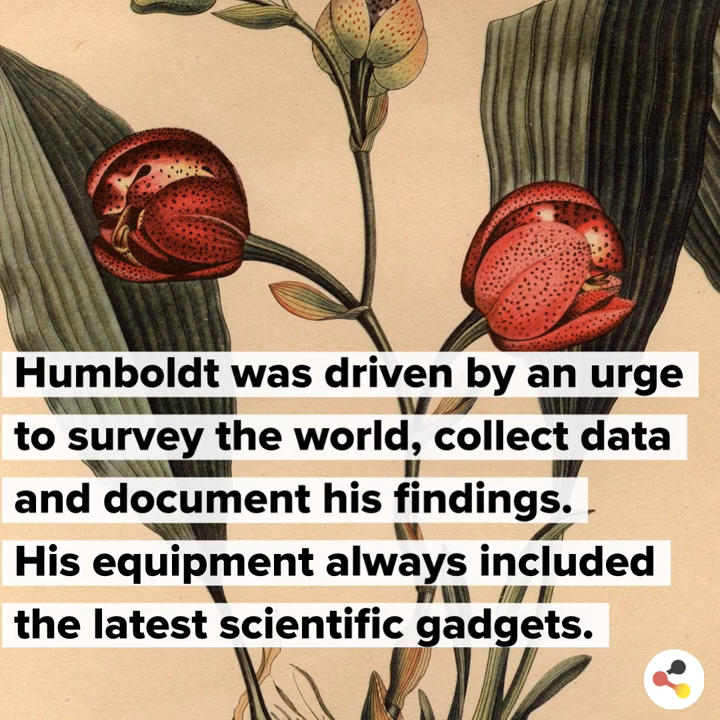 Humboldt was driven by an urge
to survey the world, collect data
and document his findings.
His equipment always included
the latest scientific gadgets.